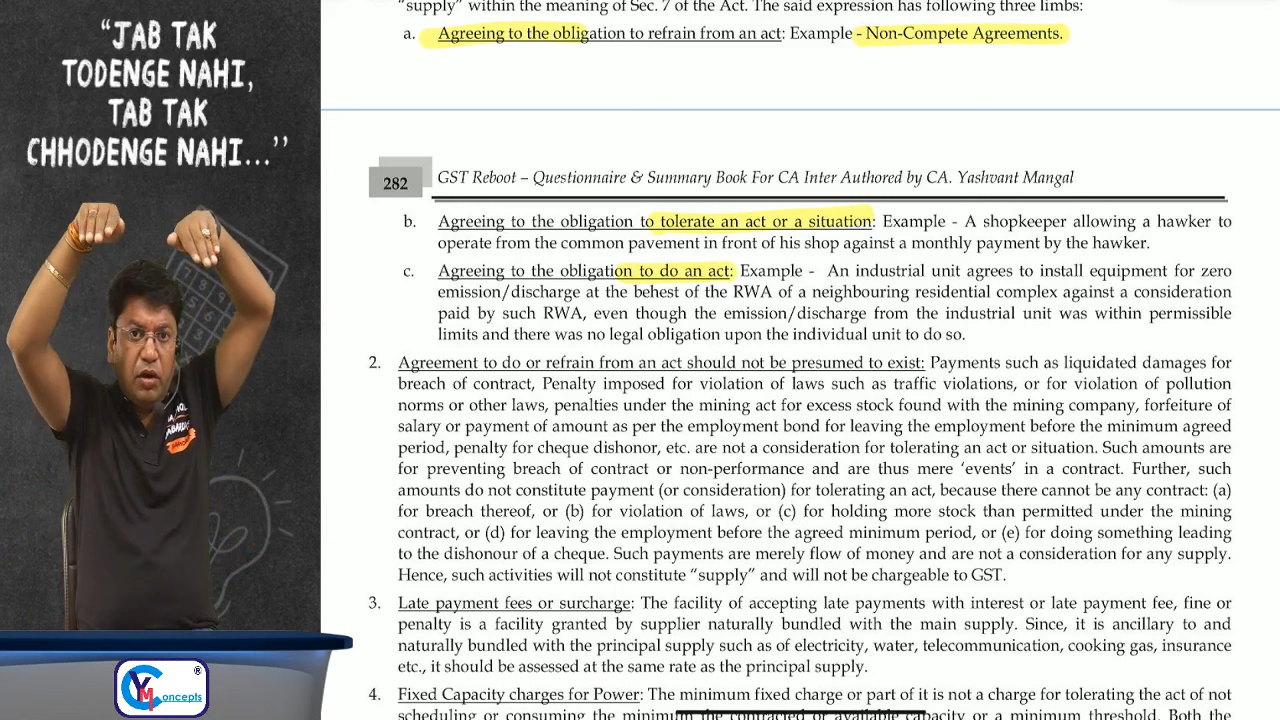 “JAB TAK
TODENGE NAHI,
TAB TAK
CHHODENGE NAHI...’’
“supply” within the meaning of Sec. 7 of the Act. The said expression has following three limbs:
a. Agreeing to the obligation to refrain from an act: Example - Non-Compete Agreements.
282 GST Reboot – Questionnaire & Summary Book For CA Inter Authored by CA. Yashvant Mangal
b. Agreeing to the obligation to tolerate an act or a situation: Example - A shopkeeper allowing a hawker to
operate from the common pavement in front of his shop against a monthly payment by the hawker.
c. Agreeing to the obligation to do an act: Example - An industrial unit agrees to install equipment for zero
emission/discharge at the behest of the RWA of a neighbouring residential complex against a consideration
paid by such RWA, even though the emission/discharge from the industrial unit was within permissible
limits and there was no legal obligation upon the individual unit to do so.
2. Agreement to do or refrain from an act should not be presumed to exist: Payments such as liquidated damages for
breach of contract, Penalty imposed for violation of laws such as traffic violations, or for violation of pollution
norms or other laws, penalties under the mining act for excess stock found with the mining company, forfeiture of
salary or payment of amount as per the employment bond for leaving the employment before the minimum agreed
period, penalty for cheque dishonor, etc. are not a consideration for tolerating an act or situation. Such amounts are
for preventing breach of contract or non-performance and are thus mere ‘events’ in a contract. Further, such
amounts do not constitute payment (or consideration) for tolerating an act, because there cannot be any contract: (a)
for breach thereof, or (b) for violation of laws, or (c) for holding more stock than permitted under the mining
contract, or (d) for leaving the employment before the agreed minimum period, or (e) for doing something leading
to the dishonour of a cheque. Such payments are merely flow of money and are not a consideration for any supply.
Hence, such activities will not constitute “supply” and will not be chargeable to GST.
3. Late payment fees or surcharge: The facility of accepting late payments with interest or late payment fee, fine or
penalty is a facility granted by supplier naturally bundled with the main supply. Since, it is ancillary to and
naturally bundled with the principal supply such as of electricity, water, telecommunication, cooking gas, insurance
etc., it should be assessed at the same rate as the principal supply.
4. Fixed Capacity charges for Power: The minimum fixed charge or part of it is not a charge for tolerating the act of not
scheduling or consuming the minimum the contracted or available capacity or a minimum threshold. Both the
YM Concepts ®